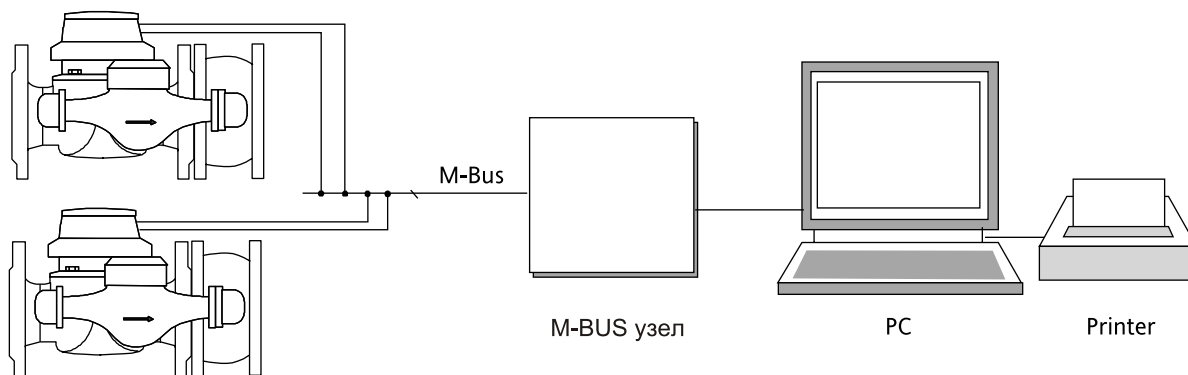 M-Bus
M-BUS узел
PC
Printer